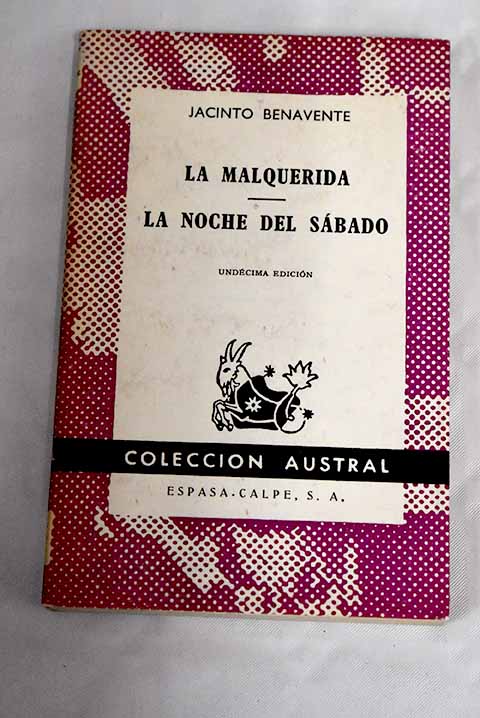 JACINTO BENAVENTE
LA MALQUERIDA
LA NOCHE DEL SÁBADO
UNDÉCIMA EDICIÓN
COLECCION AUSTRAL
ESPASA-CALPE, S. A.